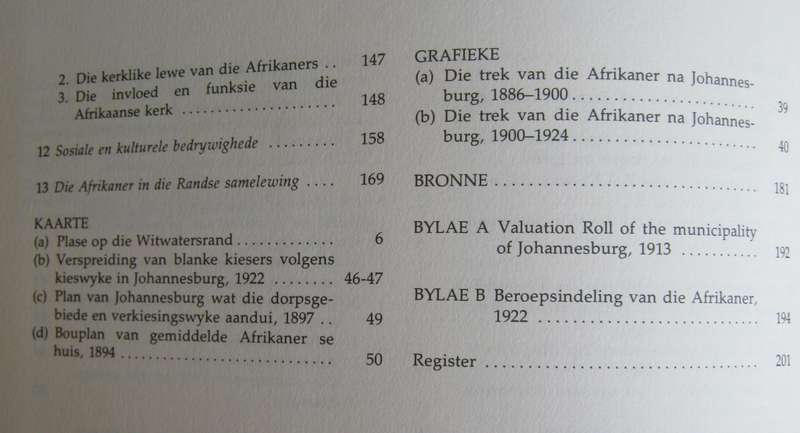 2. Die kerklike lewe van die Afrikaners .. 147
3. Die invloed en funksie van die
Afrikaanse kerk ..................... 148
12 Sosiale en kulturele bedrywighede ......... 158
13 Die Afrikaner in die Randse samelewing .... 169
KAARTE
(a) Plase op die Witwatersrand ............. 6
(b) Verspreiding van blanke kiesers volgens
kieswyke in Johannesburg, 1922 ........ 46-47
(c) Plan van Johannesburg wat die dorpsge-
biede en verkiesingswyke aandui, 1897 .. 49
(d) Bouplan van gemiddelde Afrikaner se
huis, 1894 ............................ 50
GRAFIEKE
(a) Die trek van die Afrikaner na Johannes-
burg, 1886–1900 ........................ 39
(b) Die trek van die Afrikaner na Johannes-
burg, 1900–1924 ........................ 40
BRONNE ................................. 181
BYLAE A Valuation Roll of the municipality
of Johannesburg, 1913 ........... 192
BYLAE B Beroepsindeling van die Afrikaner,
1922 ............................. 194
Register .................................. 201